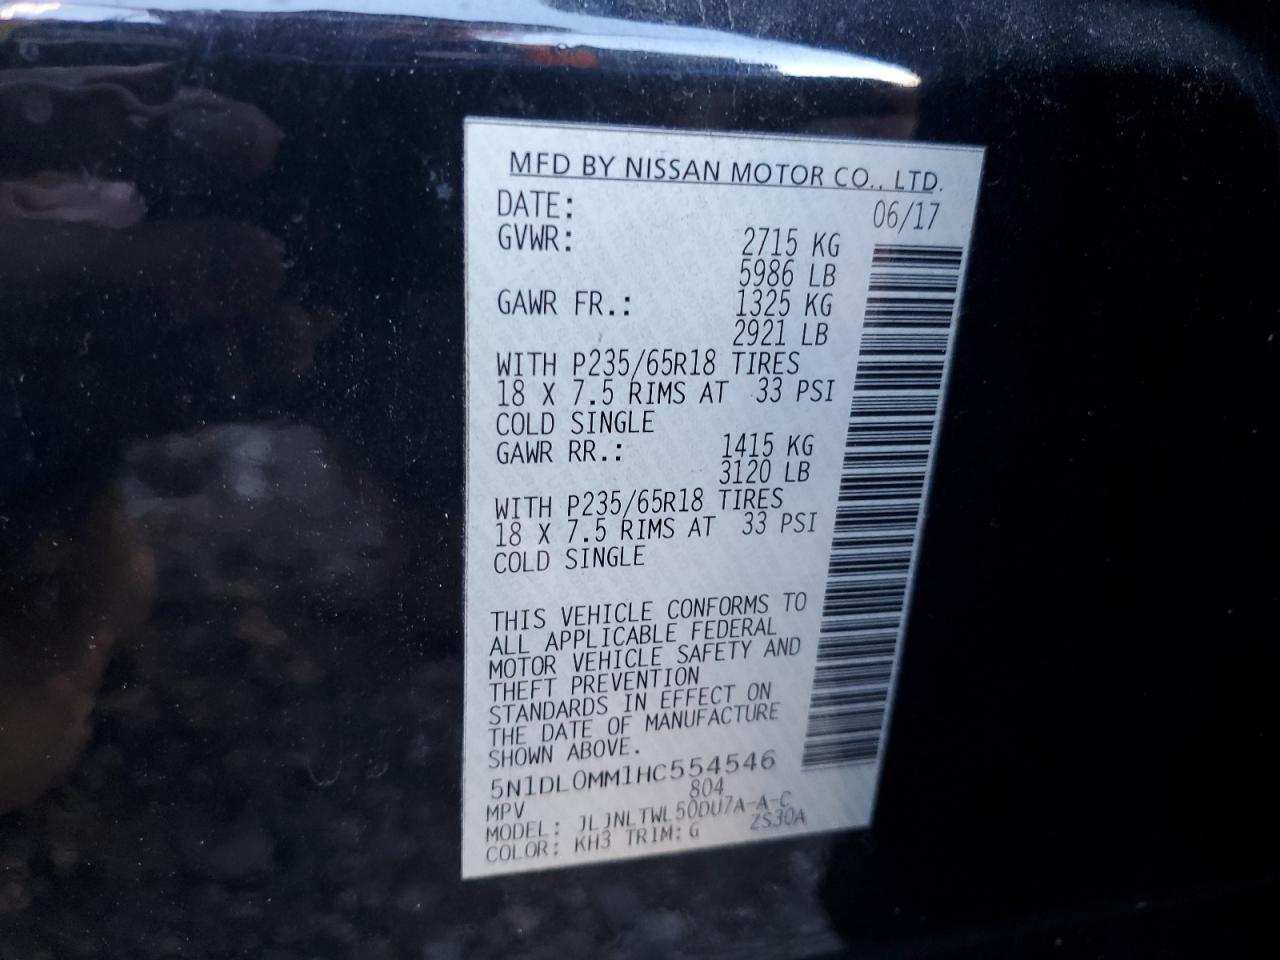 MFD BY NISSAN MOTOR CO., LTD.
DATE: 06/17
GVWR: 2715 KG
5986 LB
GAWR FR.: 1325 KG
2921 LB
WITH P235/65R18 TIRES
18 X 7.5 RIMS AT 33 PSI
COLD SINGLE
GAWR RR.: 1415 KG
3120 LB
WITH P235/65R18 TIRES
18 X 7.5 RIMS AT 33 PSI
COLD SINGLE
THIS VEHICLE CONFORMS TO
ALL APPLICABLE FEDERAL
MOTOR VEHICLE SAFETY AND
THEFT PREVENTION
STANDARDS IN EFFECT ON
THE DATE OF MANUFACTURE
SHOWN ABOVE.
5N1DL0MM1HC554546
MPV 804
MODEL: JLJNLTWL50DU7A-A-C
COLOR: KH3 TRIM: G ZS30A